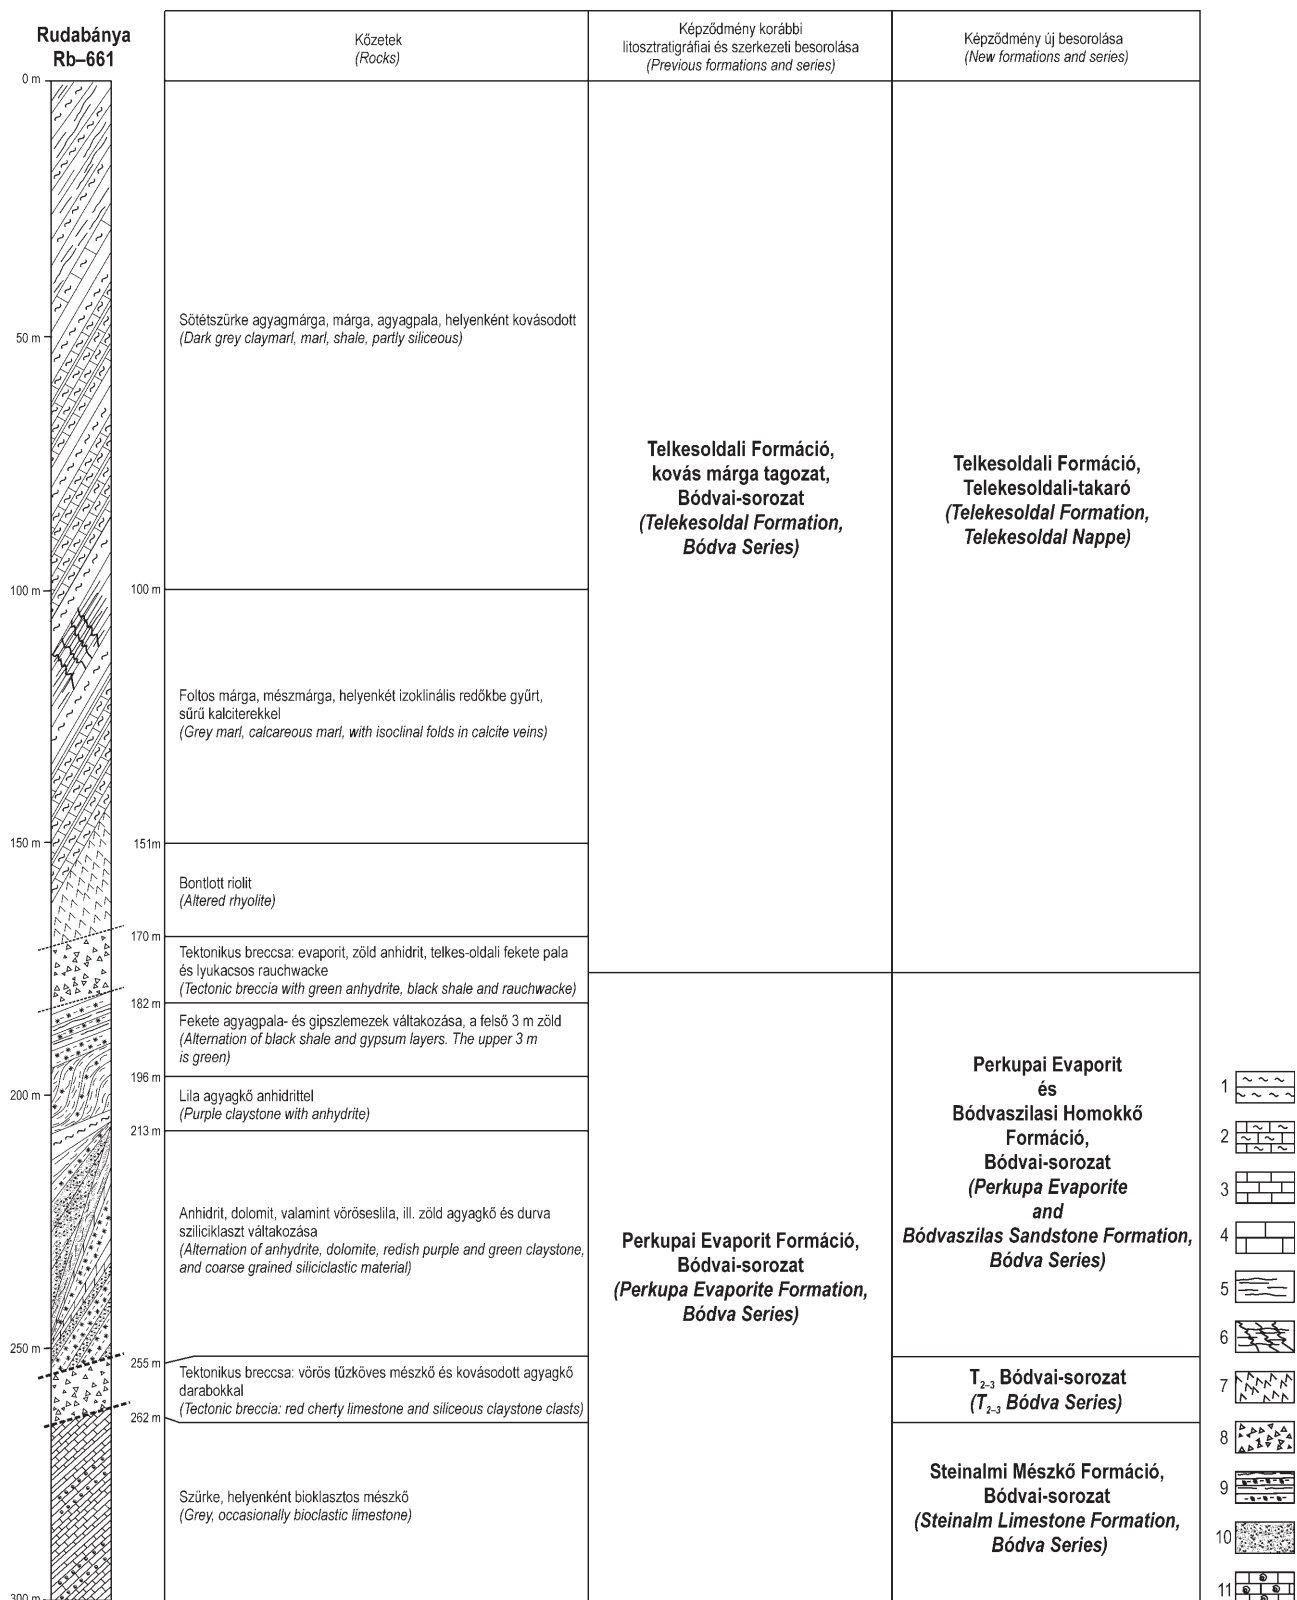 Rudabánya
Rb–661
Kőzetek
(Rocks)
Képződmény korábbi
litosztratigráfiai és szerkezeti besorolása
(Previous formations and series)
Képződmény új besorolása
(New formations and series)
0 m
50 m
100 m
150 m
200 m
250 m
300 m
100 m
151m
170 m
182 m
196 m
213 m
255 m
262 m
Sötétszürke agyagmárga, márga, agyagpala, helyenként kovásodott
(Dark grey claymarl, marl, shale, partly siliceous)
Foltos márga, mészmárga, helyenkét izoklinális redőkbe gyűrt,
sűrű kalciterekkel
(Grey marl, calcareous marl, with isoclinal folds in calcite veins)
Bontlott riolit
(Altered rhyolite)
Tektonikus breccsa: evaporit, zöld anhidrit, telkes-oldali fekete pala
és lyukacsos rauchwacke
(Tectonic breccia with green anhydrite, black shale and rauchwacke)
Fekete agyagpala- és gipszlemezek váltakozása, a felső 3 m zöld
(Alternation of black shale and gypsum layers. The upper 3 m
is green)
Lila agyagkő anhidrittel
(Purple claystone with anhydrite)
Anhidrit, dolomit, valamint vöröseslila, ill. zöld agyagkő és durva
sziliciklaszt váltakozása
(Alternation of anhydrite, dolomite, redish purple and green claystone,
and coarse grained siliciclastic material)
Tektonikus breccsa: vörös tűzköves mészkő és kovásodott agyagkő
darabokkal
(Tectonic breccia: red cherty limestone and siliceous claystone clasts)
Szürke, helyenként bioklasztos mészkő
(Grey, occasionally bioclastic limestone)
Telkesoldali Formáció,
kovás márga tagozat,
Bódvai-sorozat
(Telekesoldal Formation,
Bódva Series)
Perkupai Evaporit Formáció,
Bódvai-sorozat
(Perkupa Evaporite Formation,
Bódva Series)
Telkesoldali Formáció,
Telekesoldali-takaró
(Telekesoldal Formation,
Telekesoldal Nappe)
Perkupai Evaporit
és
Bódvaszilasi Homokkő
Formáció,
Bódvai-sorozat
(Perkupa Evaporite
and
Bódvaszilas Sandstone Formation,
Bódva Series)
T2–3 Bódvai-sorozat
(T2–3 Bódva Series)
Steinalmi Mészkő Formáció,
Bódvai-sorozat
(Steinalm Limestone Formation,
Bódva Series)
1
2
3
4
5
6
7
8
9
10
11